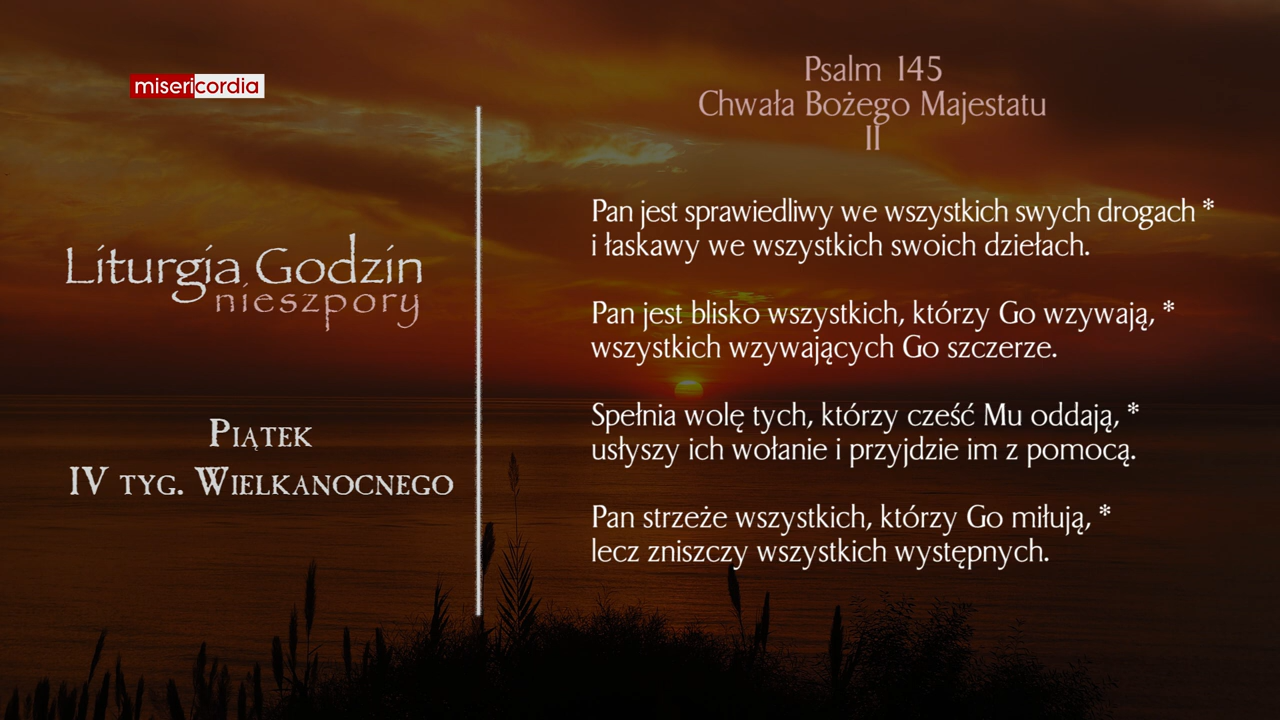 misericordia
Liturgia Godzin
nieszpory
Piątek
IV tyg. Wielkanocnego
Psalm 145
Chwała Bożego Majestatu
II
Pan jest sprawiedliwy we wszystkich swych drogach *
i łaskawy we wszystkich swoich dziełach.
Pan jest blisko wszystkich, którzy Go wzywają, *
wszystkich wzywających Go szczerze.
Spełnia wolę tych, którzy cześć Mu oddają, *
usłyszy ich wołanie i przyjdzie im z pomocą.
Pan strzeże wszystkich, którzy Go miłują, *
lecz zniszczy wszystkich występnych.